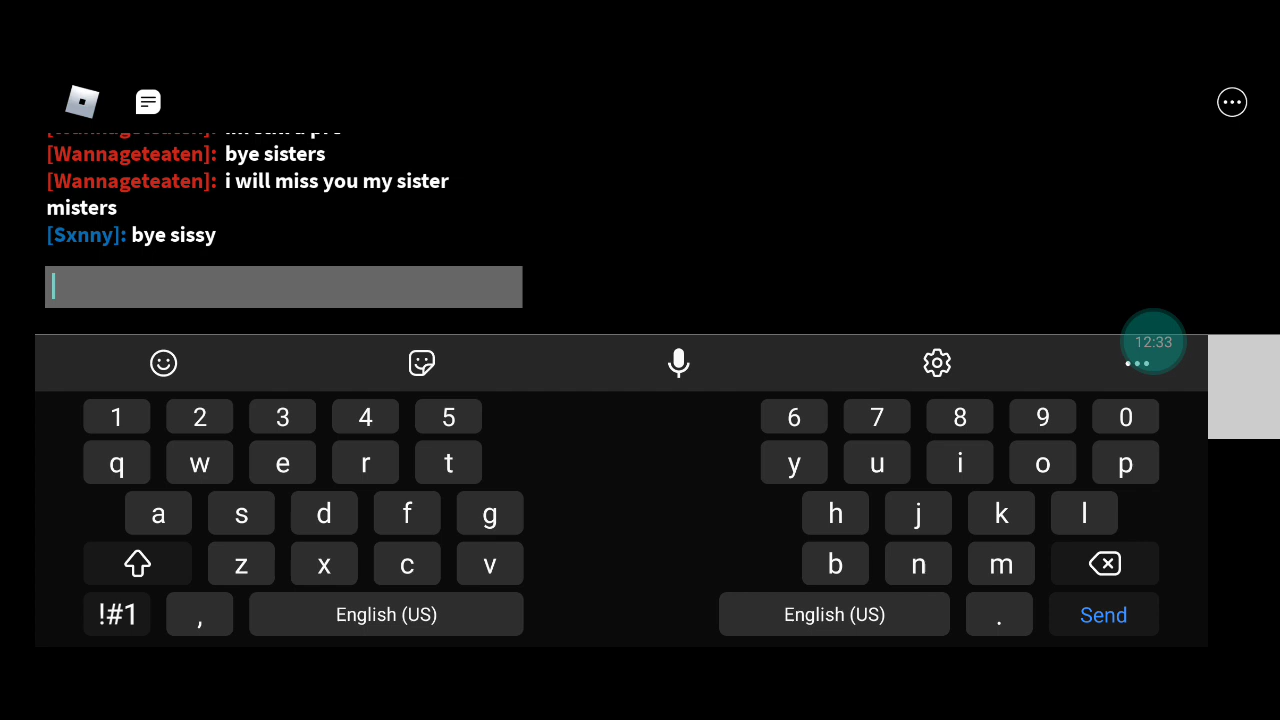 [Wannageteaten]: bye sisters
[Wannageteaten]: i will miss you my sister
misters
[Sxnny]: bye sissy
12:33
1 2 3 4 5 6 7 8 9 0
q w e r t y u i o p
a s d f g h j k l
z x c v b n m
!#1 , English (US) English (US) . Send